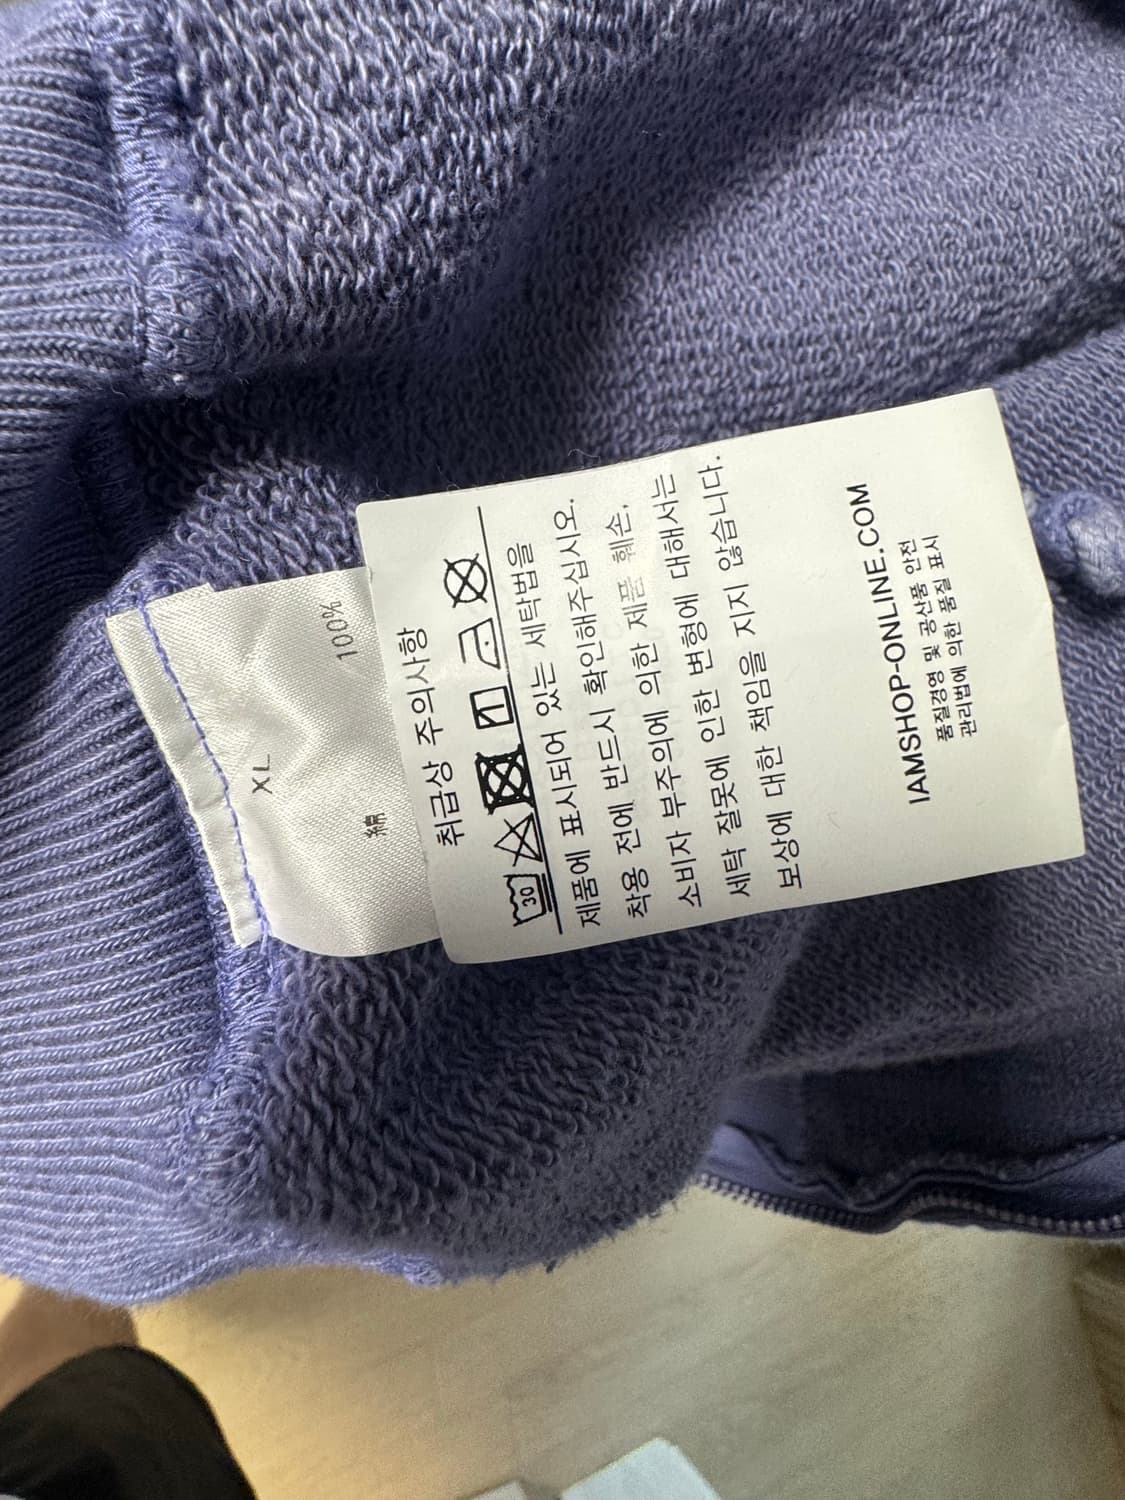 XL
綿 100%
취급상 주의사항
30
제품에 표시되어 있는 세탁법을
착용 전에 반드시 확인해주십시오.
소비자 부주의에 의한 제품 훼손,
세탁 잘못에 인한 변형에 대해서는
보상에 대한 책임을 지지 않습니다.
IAMSHOP-ONLINE.COM
품질경영 및 공산품 안전
관리법에 의한 품질 표시